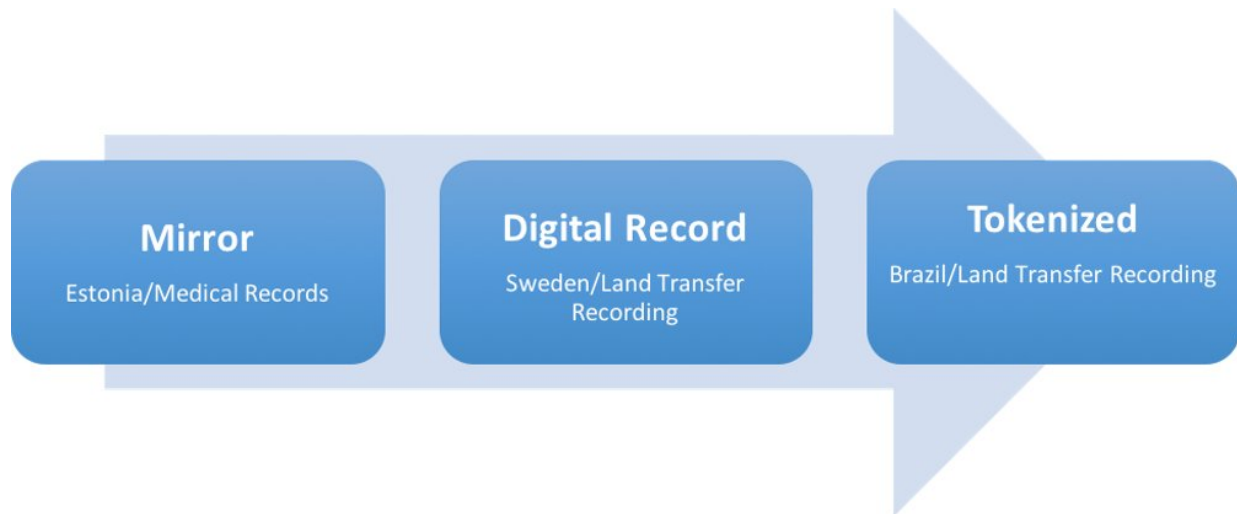 Mirror
Estonia/Medical Records
Digital Record
Sweden/Land Transfer
Recording
Tokenized
Brazil/Land Transfer Recording